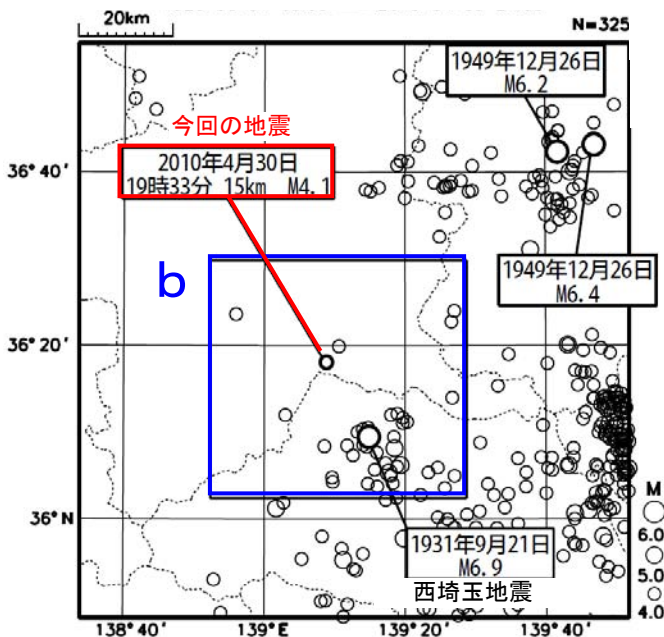 20km
N=325
1949年12月26日
M6.2
今回の地震
2010年4月30日
19時33分 15km M4.1
36°40'
b
1949年12月26日
M6.4
36°20'
36°N
1931年9月21日
M6.9
西埼玉地震
M
6.0
5.0
4.0
138°40'
139°E
139°20'
139°40'